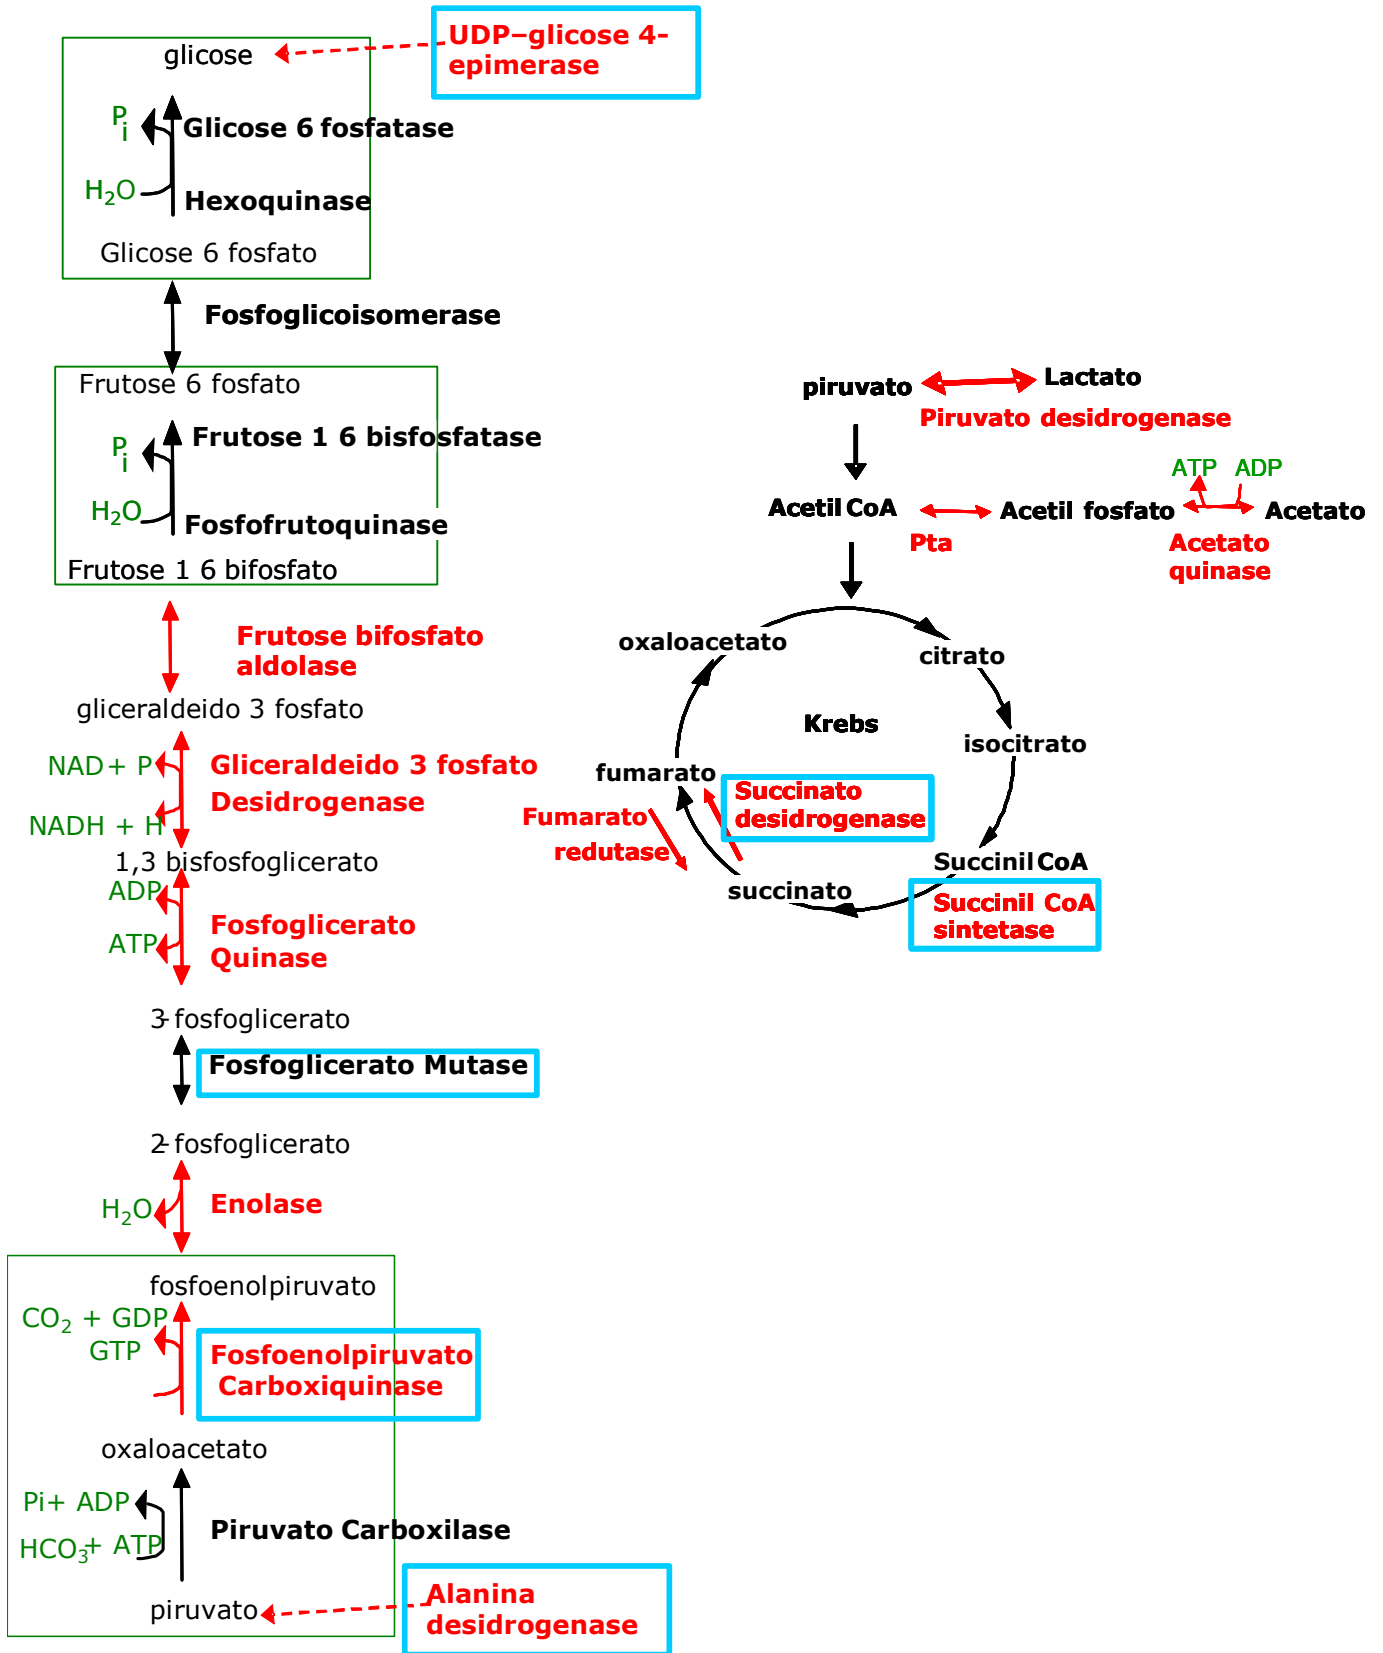 UDP–glicose 4-
epimerase
glicose
Pi
Glicose 6 fosfatase
H2O
Hexoquinase
Glicose 6 fosfato
Fosfoglicoisomerase
Frutose 6 fosfato
Frutose 1 6 bisfosfatase
Pi
H2O
Fosfofrutoquinase
Frutose 1 6 bifosfato
Frutose bifosfato
aldolase
gliceraldeido 3 fosfato
NAD+ P
Gliceraldeido 3 fosfato
Desidrogenase
NADH + H
1,3 bisfosfoglicerato
ADP
Fosfoglicerato
Quinase
ATP
3-fosfoglicerato
Fosfoglicerato Mutase
2-fosfoglicerato
H2O
Enolase
fosfoenolpiruvato
CO2 + GDP
GTP
Fosfoenolpiruvato
Carboxiquinase
oxaloacetato
Pi+ ADP
Piruvato Carboxilase
HCO3+ ATP
piruvato
Alanina
desidrogenase
piruvato
Lactato
Piruvato desidrogenase
ATP ADP
Acetil CoA
Acetil fosfato
Acetato
Pta
Acetato
quinase
oxaloacetato
citrato
Krebs
isocitrato
fumarato
Succinato
desidrogenase
Fumarato
redutase
Succinil CoA
succinato
Succinil CoA
sintetase